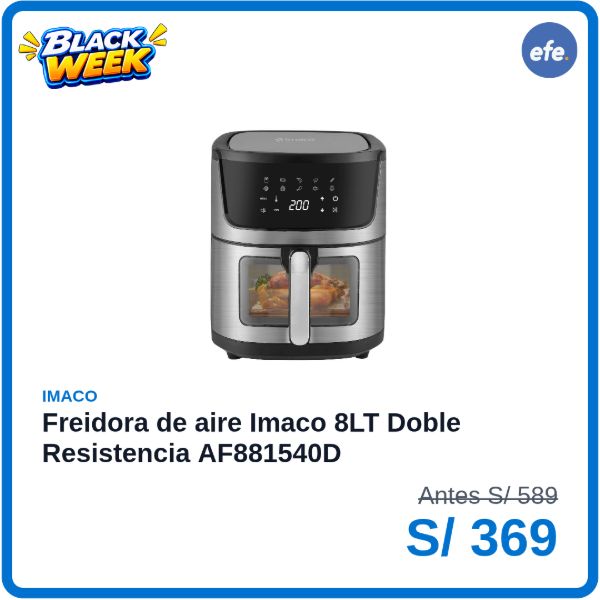 BLACK
WEEK
efe.
200
IMACO
Freidora de aire Imaco 8LT Doble
Resistencia AF881540D
Antes S/ 589
S/ 369